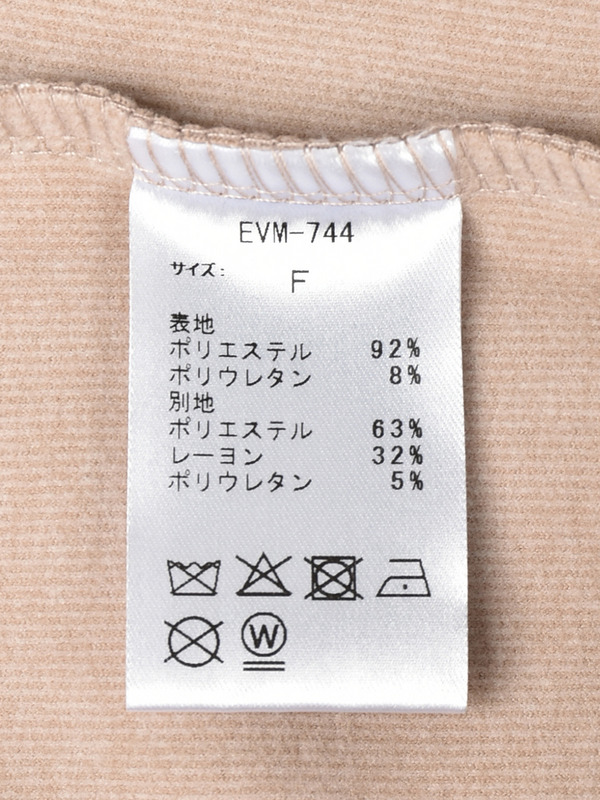 EVM-744
サイズ:
F
表地
ポリエステル 92%
ポリウレタン 8%
別地
ポリエステル 63%
レーヨン 32%
ポリウレタン 5%
W